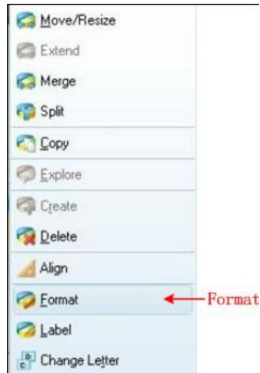 Move/Resize
Extend
Merge
Split
Copy
Explore
Create
Delete
Align
Format
Format
Label
Change Letter